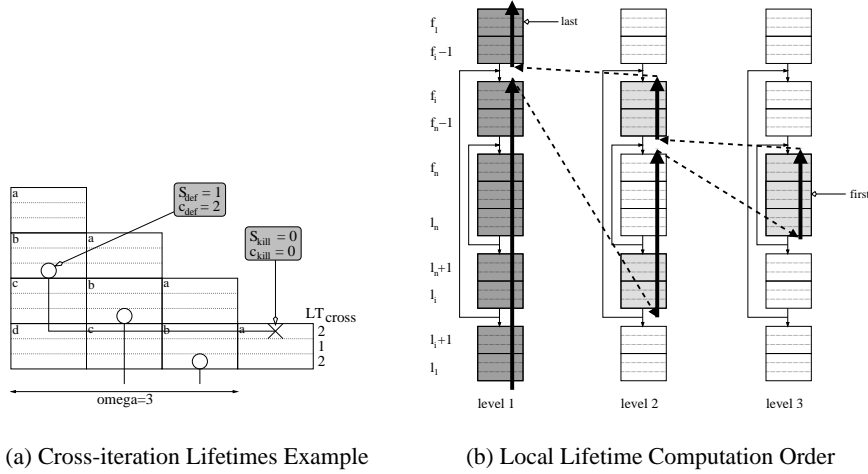 a
b a
S_def = 1
c_def = 2
S_kill = 0
c_kill = 0
c b a
d c b a
LT_cross
2
1
2
omega=3
(a) Cross-iteration Lifetimes Example
f_1
last
f_i−1
f_i
f_n−1
f_n
first
l_n
l_n+1
l_i
l_i+1
l_1
level 1 level 2 level 3
(b) Local Lifetime Computation Order